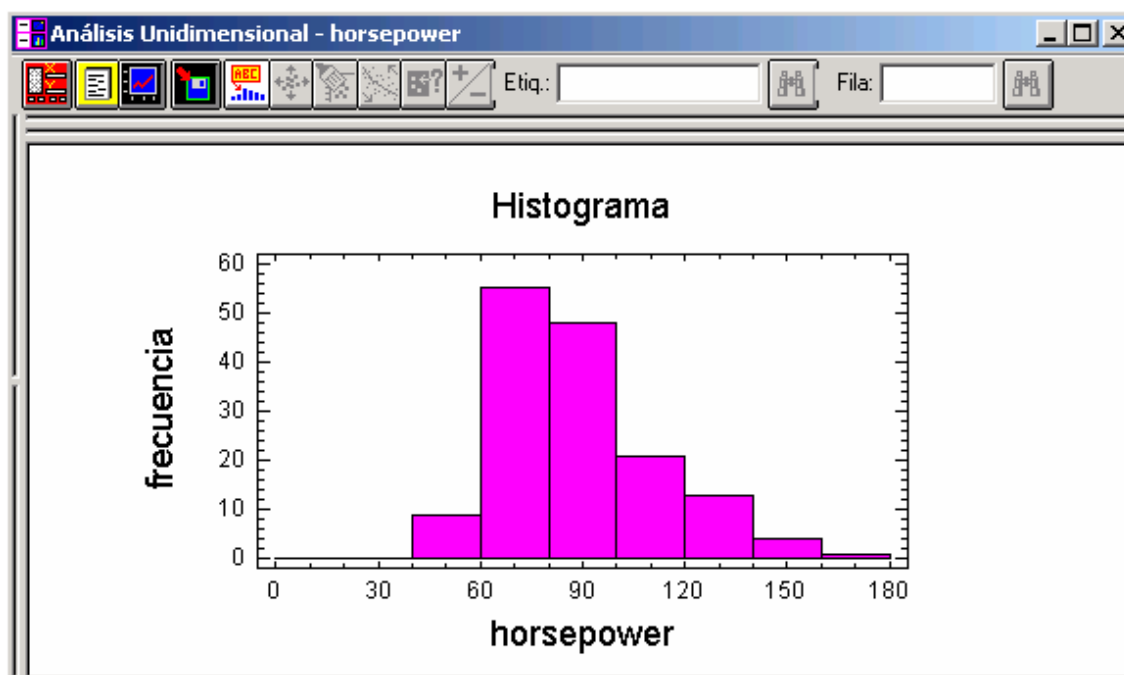 Análisis Unidimensional - horsepower
ABC
Etiq.:
Fila:
Histograma
60
50
40
30
20
10
0
frecuencia
0 30 60 90 120 150 180
horsepower